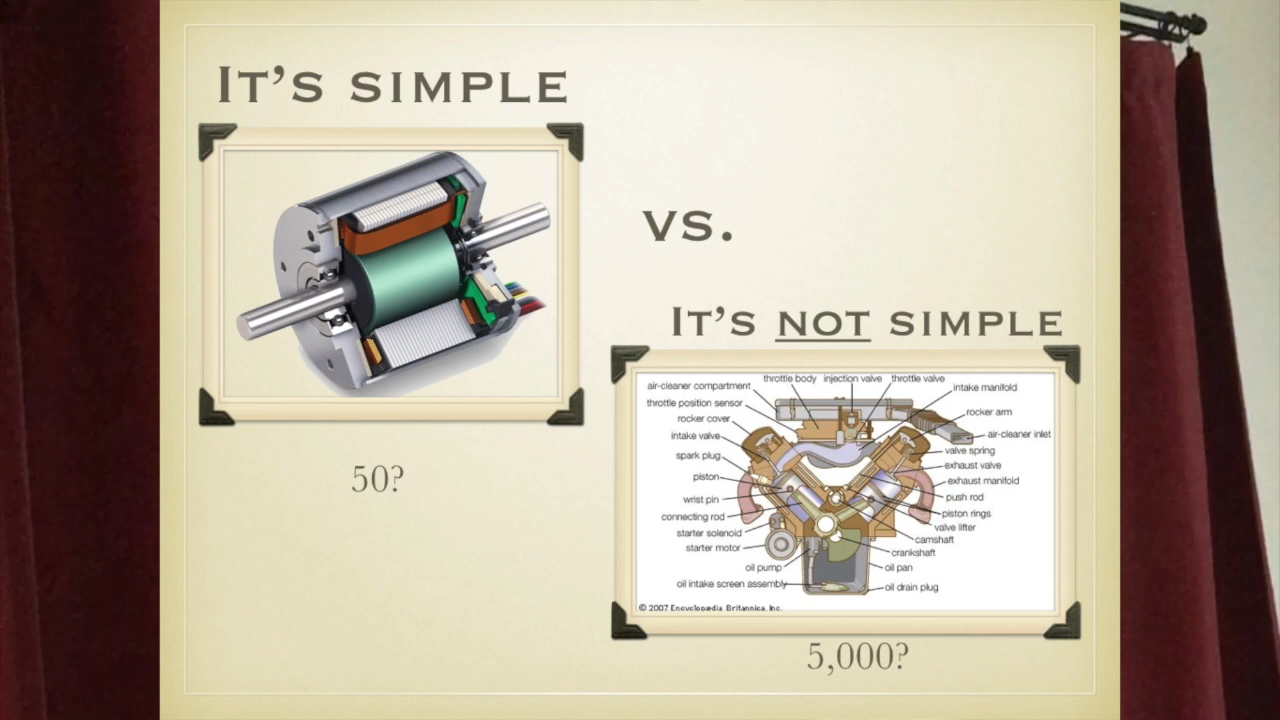 It's simple
vs.
It's not simple
50?
throttle body
injection valve
throttle valve
air-cleaner compartment
intake manifold
throttle position sensor
rocker arm
rocker cover
air-cleaner inlet
intake valve
valve spring
spark plug
exhaust valve
piston
exhaust manifold
wrist pin
push rod
connecting rod
piston rings
starter solenoid
valve lifter
starter motor
camshaft
crankshaft
oil pump
oil pan
oil intake screen assembly
oil drain plug
© 2007 Encyclopædia Britannica, Inc.
5,000?